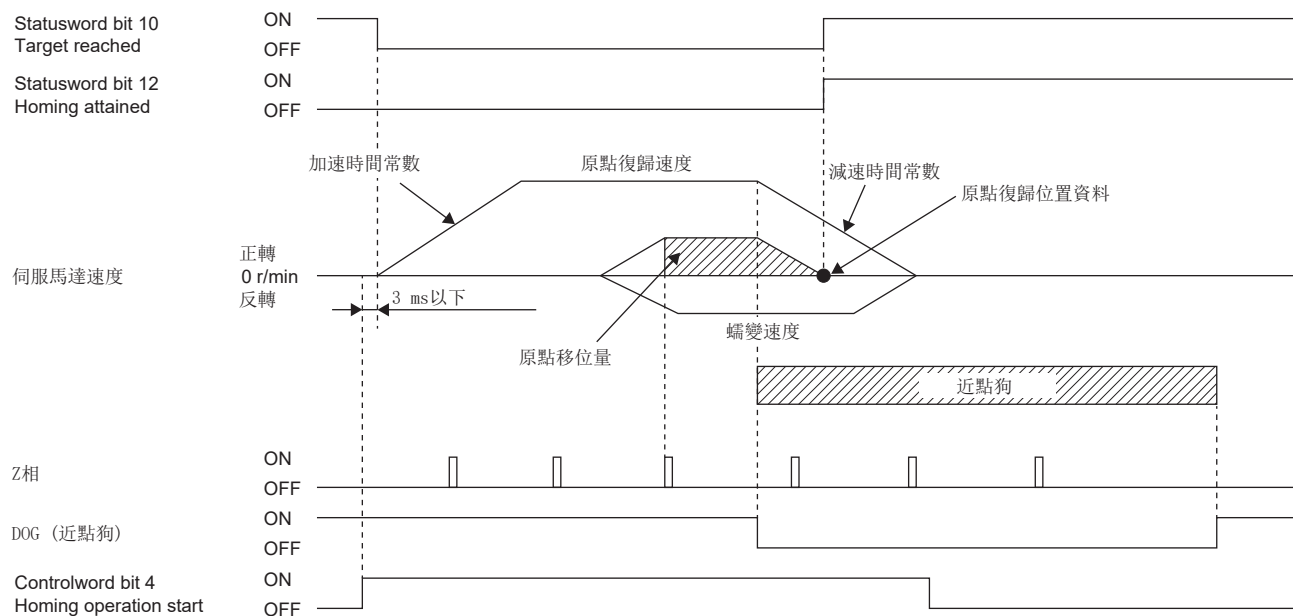 Statusword bit 10
Target reached
ON
OFF
Statusword bit 12
Homing attained
ON
OFF
加速時間常數
原點復歸速度
減速時間常數
原點復歸位置資料
伺服馬達速度
正轉
0 r/min
反轉
3 ms以下
蠕變速度
原點移位量
近點狗
Z相
ON
OFF
DOG (近點狗)
ON
OFF
Controlword bit 4
Homing operation start
ON
OFF